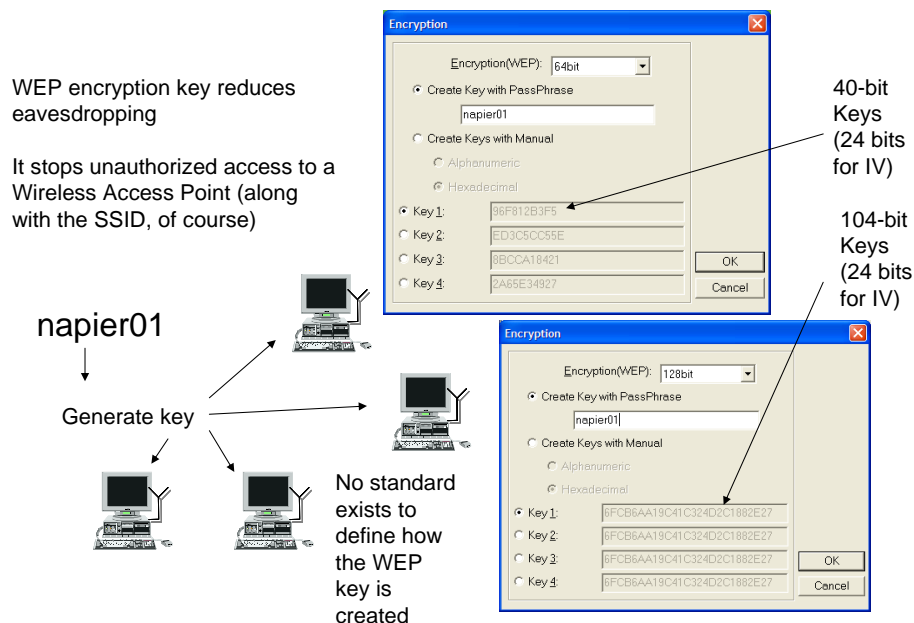 WEP encryption key reduces
eavesdropping
It stops unauthorized access to a
Wireless Access Point (along
with the SSID, of course)
Encryption
Encryption(WEP): 64bit
Create Key with PassPhrase
napier01
Create Keys with Manual
Alphanumeric
Hexadecimal
Key 1: 96F812B3F5
Key 2: ED3C5CC55E
Key 3: 8BCCA18421
Key 4: 2A65E34927
OK
Cancel
40-bit
Keys
(24 bits
for IV)
104-bit
Keys
(24 bits
for IV)
napier01
Generate key
No standard
exists to
define how
the WEP
key is
created
Encryption
Encryption(WEP): 128bit
Create Key with PassPhrase
napier01
Create Keys with Manual
Alphanumeric
Hexadecimal
Key 1: 6FCB6AA19C41C324D2C1882E27
Key 2: 6FCB6AA19C41C324D2C1882E27
Key 3: 6FCB6AA19C41C324D2C1882E27
Key 4: 6FCB6AA19C41C324D2C1882E27
OK
Cancel